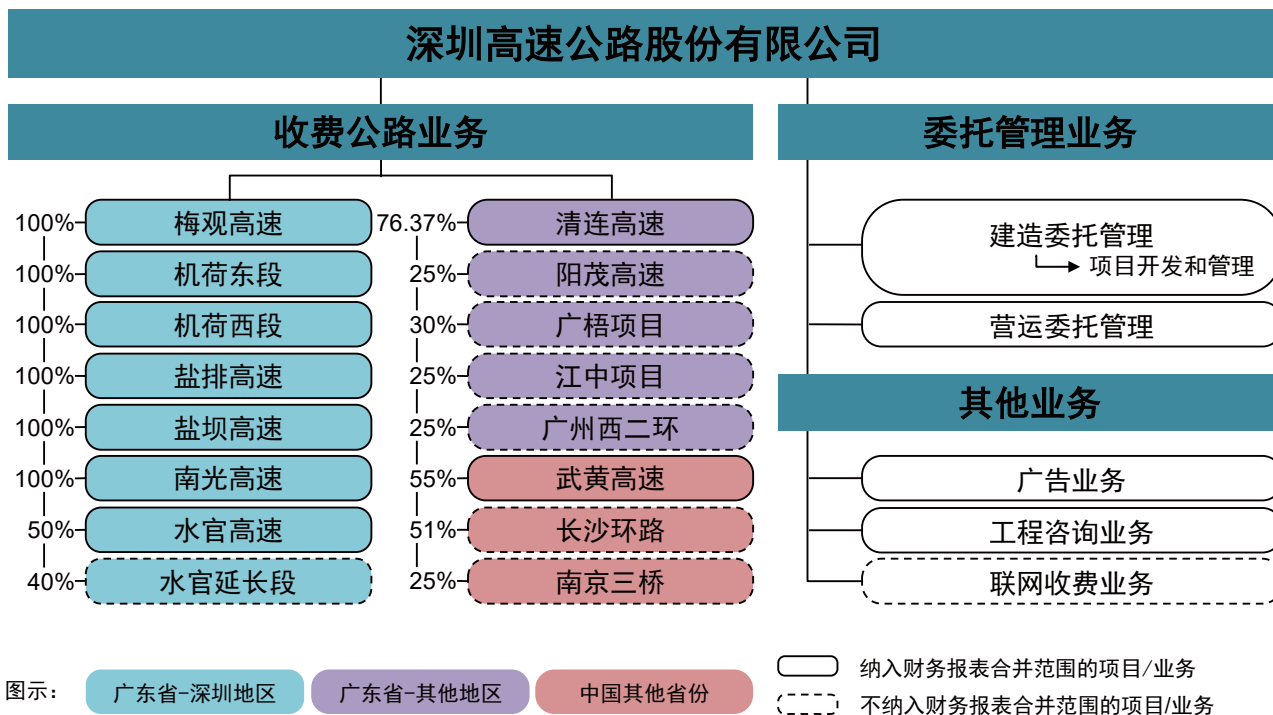 深圳高速公路股份有限公司
收费公路业务
委托管理业务
100% 梅观高速
100% 机荷东段
100% 机荷西段
100% 盐排高速
100% 盐坝高速
100% 南光高速
50% 水官高速
40% 水官延长段
76.37% 清连高速
25% 阳茂高速
30% 广梧项目
25% 江中项目
25% 广州西二环
55% 武黄高速
51% 长沙环路
25% 南京三桥
建造委托管理
项目开发和管理
营运委托管理
其他业务
广告业务
工程咨询业务
联网收费业务
图示：
广东省-深圳地区
广东省-其他地区
中国其他省份
纳入财务报表合并范围的项目/业务
不纳入财务报表合并范围的项目/业务